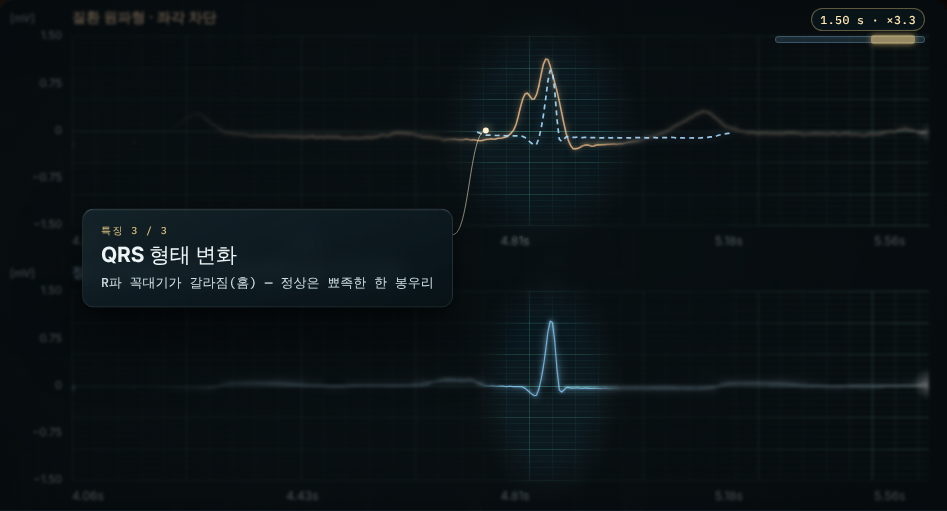 [mV]
질환 원파형 · 좌각 차단
1.50 s · ×3.3
1.50
0.75
0
−0.75
−1.50
4.81s
5.18s
5.56s
특징 3 / 3
QRS 형태 변화
R파 꼭대기가 갈라짐(홈) — 정상은 뾰족한 한 봉우리
[mV]
1.50
0.75
0
−0.75
−1.50
4.06s
4.43s
4.81s
5.18s
5.56s